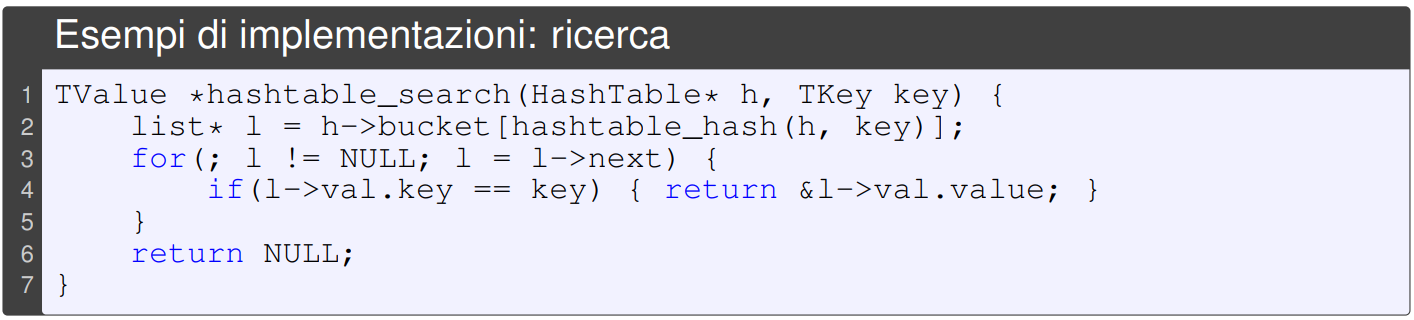 Esempi di implementazioni: ricerca
1 TValue *hashtable_search(HashTable* h, TKey key) {
2     list* l = h->bucket[hashtable_hash(h, key)];
3     for(; l != NULL; l = l->next) {
4         if(l->val.key == key) { return &l->val.value; }
5     }
6     return NULL;
7 }